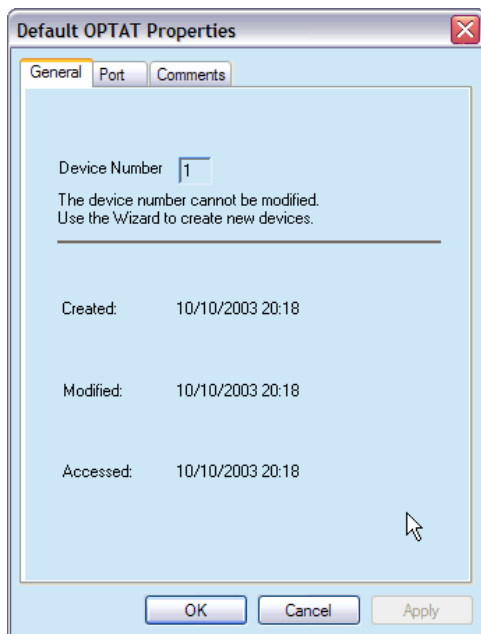 Default OPTAT Properties
General Port Comments
Device Number 1
The device number cannot be modified.
Use the Wizard to create new devices.
Created: 10/10/2003 20:18
Modified: 10/10/2003 20:18
Accessed: 10/10/2003 20:18
OK Cancel Apply